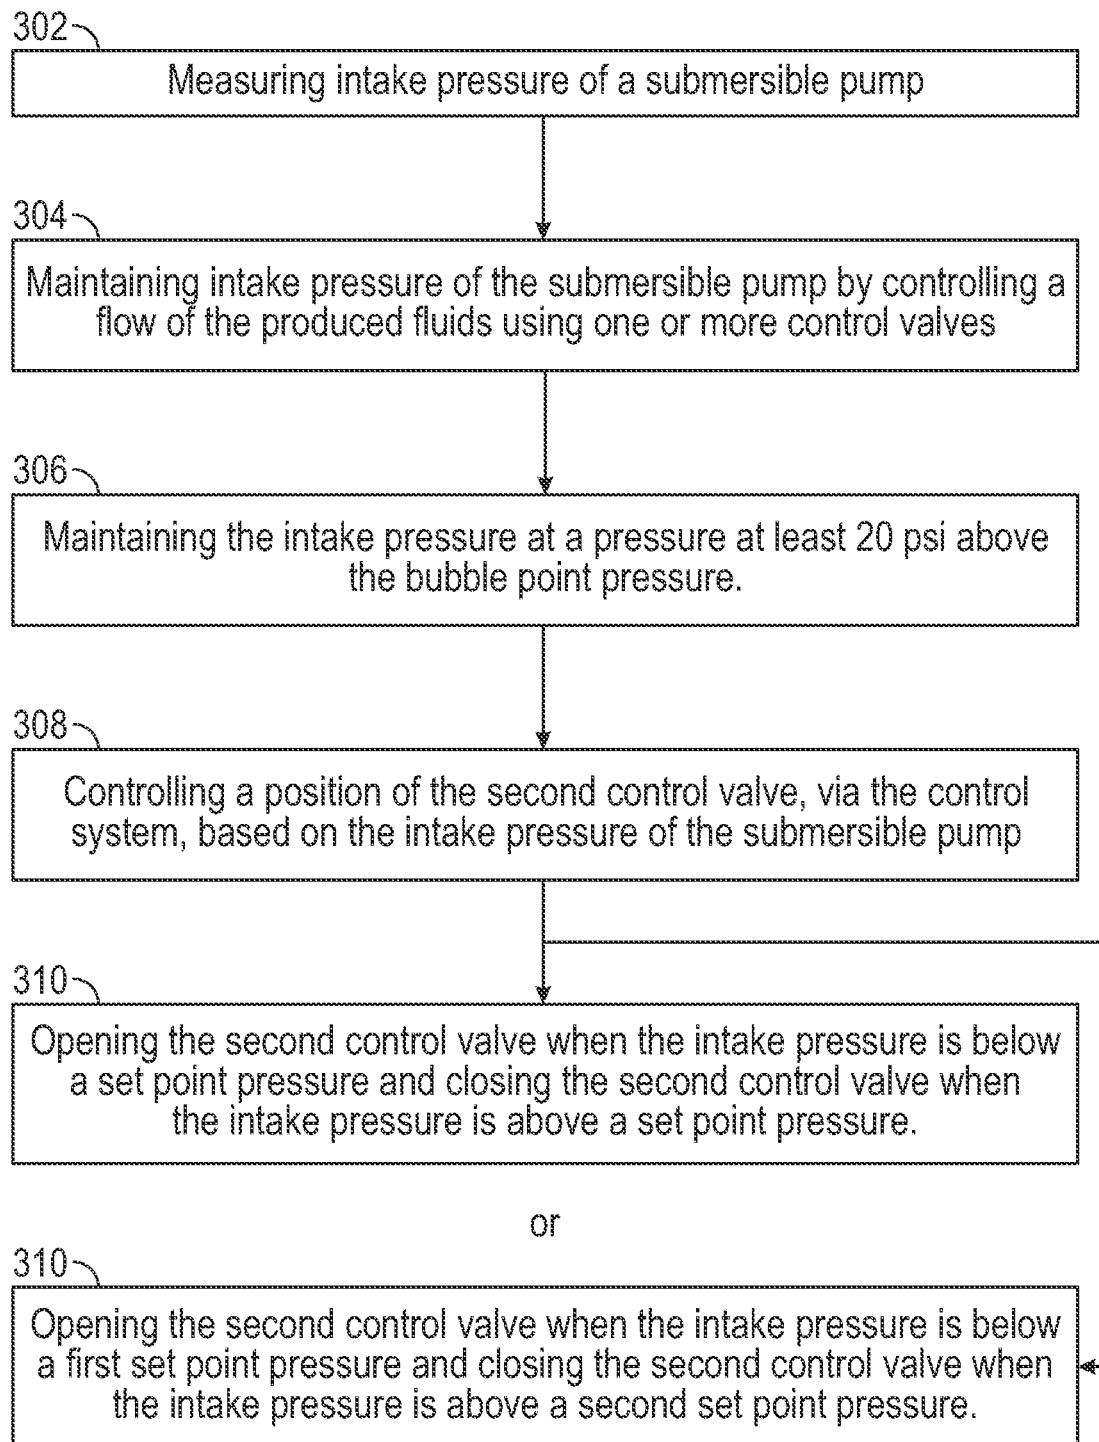 302
Measuring intake pressure of a submersible pump
304
Maintaining intake pressure of the submersible pump by controlling a
flow of the produced fluids using one or more control valves
306
Maintaining the intake pressure at a pressure at least 20 psi above
the bubble point pressure.
308
Controlling a position of the second control valve, via the control
system, based on the intake pressure of the submersible pump
310
Opening the second control valve when the intake pressure is below
a set point pressure and closing the second control valve when
the intake pressure is above a set point pressure.
or
310
Opening the second control valve when the intake pressure is below
a first set point pressure and closing the second control valve when
the intake pressure is above a second set point pressure.